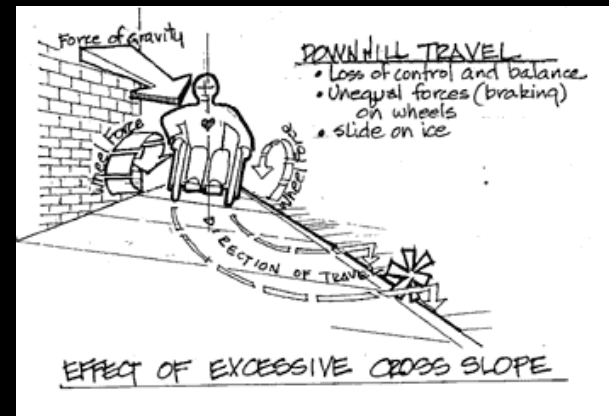 Force of Gravity
DOWNHILL TRAVEL
• Loss of control and balance
• Unequal forces (braking)
on wheels
• slide on ice
Wheel Force
Wheel Force
DIRECTION OF TRAVEL
EFFECT OF EXCESSIVE CROSS SLOPE